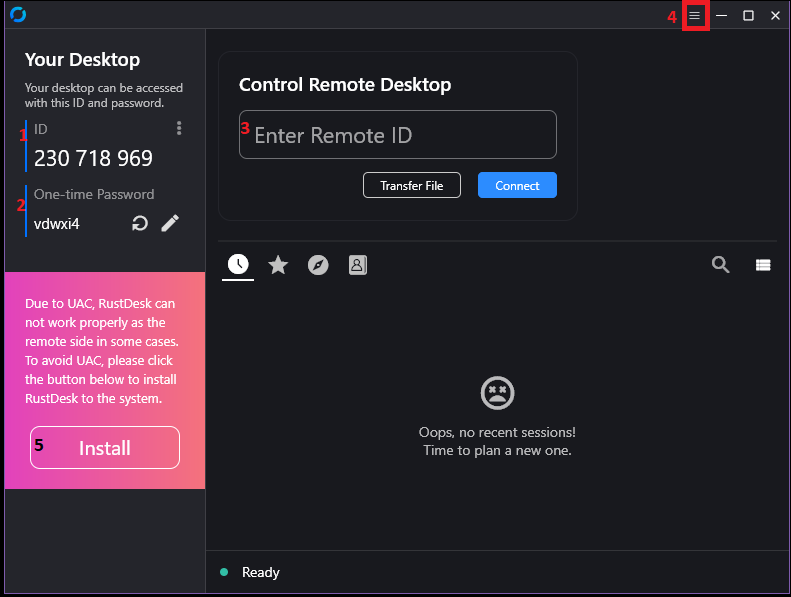 4
Your Desktop
Your desktop can be accessed
with this ID and password.
1
ID
230 718 969
2
One-time Password
vdwxi4
Due to UAC, RustDesk can
not work properly as the
remote side in some cases.
To avoid UAC, please click
the button below to install
RustDesk to the system.
5 Install
Control Remote Desktop
3 Enter Remote ID
Transfer File Connect
Oops, no recent sessions!
Time to plan a new one.
Ready